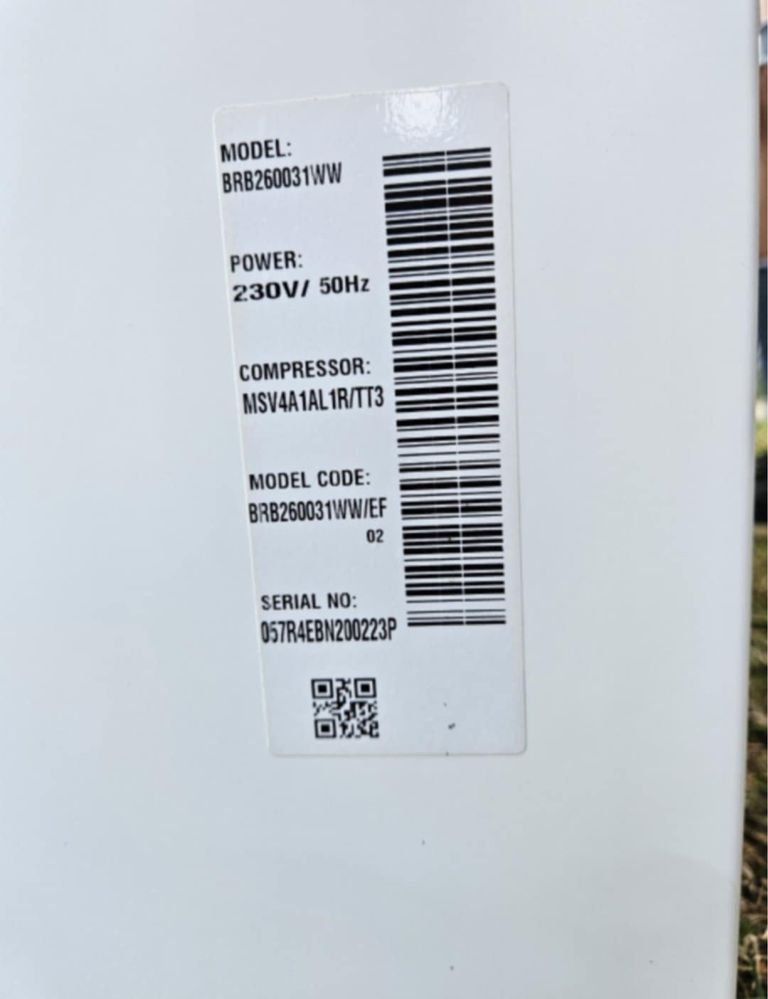 MODEL:
BRB260031WW
POWER:
230V/ 50Hz
COMPRESSOR:
MSV4A1AL1R/TT3
MODEL CODE:
BRB260031WW/EF
02
SERIAL NO:
057R4EBN200223P